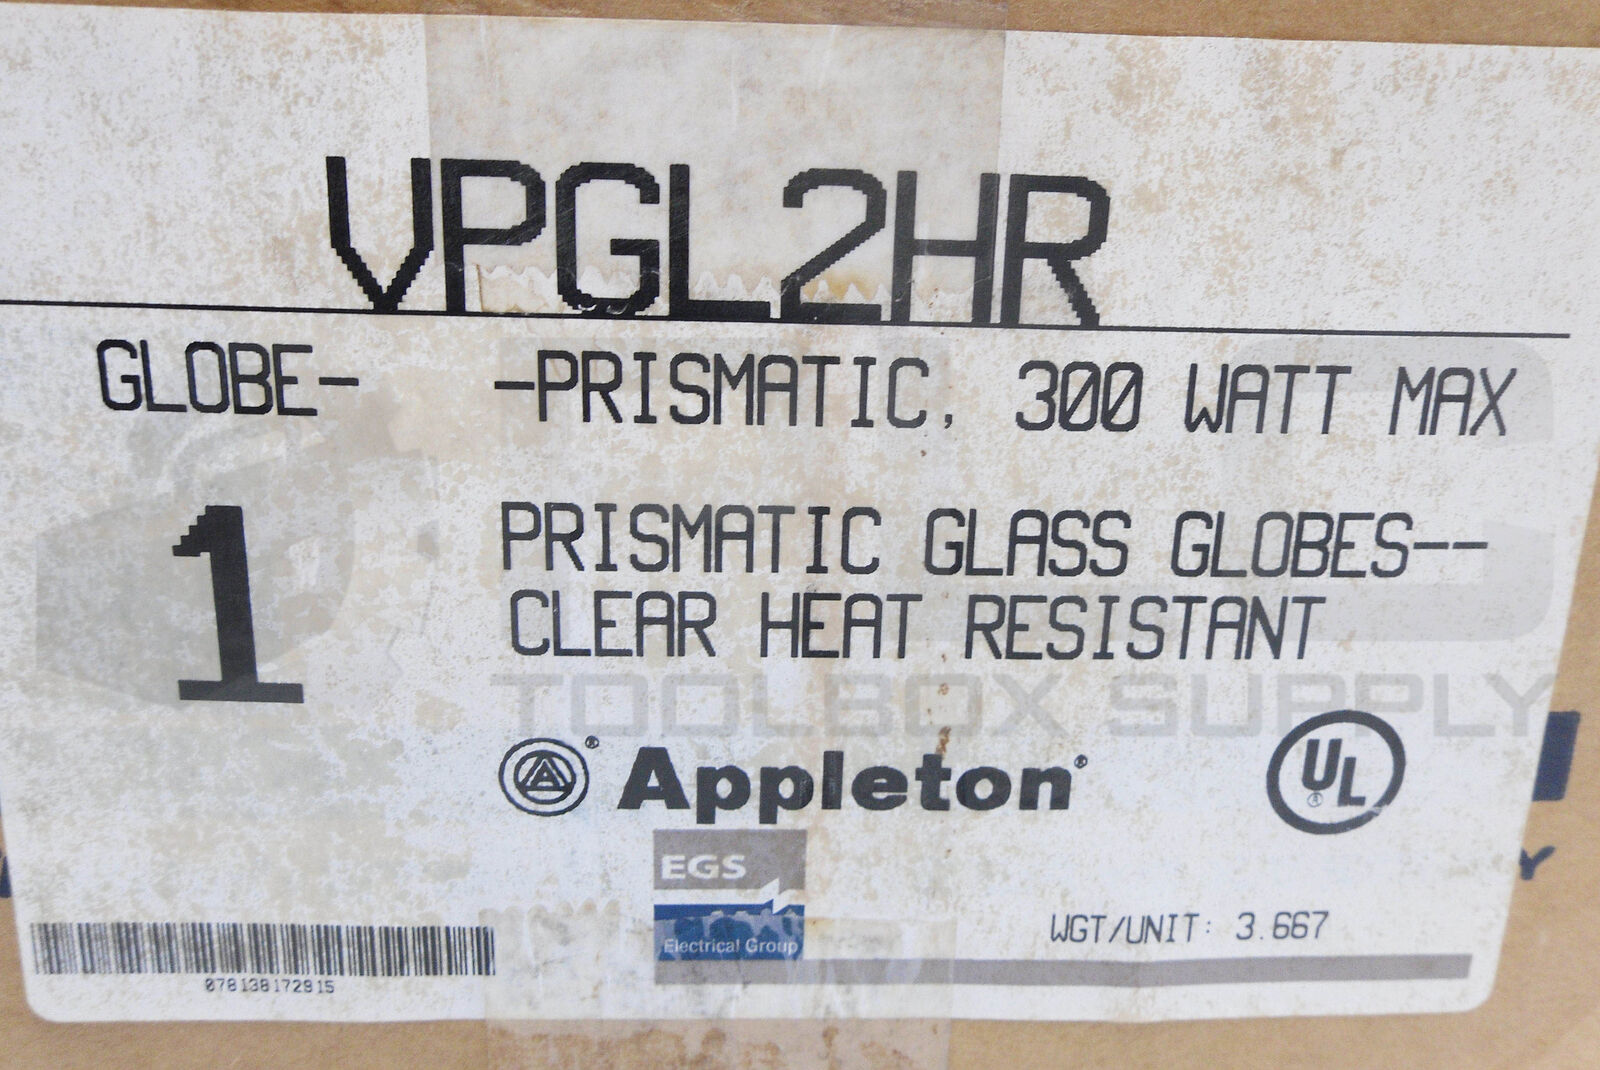 VPGL2HR
GLOBE- -PRISMATIC, 300 WATT MAX
1
PRISMATIC GLASS GLOBES--
CLEAR HEAT RESISTANT
TOOLBOX SUPPLY
® Appleton®
UL ®
EGS
Electrical Group
WGT/UNIT: 3.667
078138172915
Y